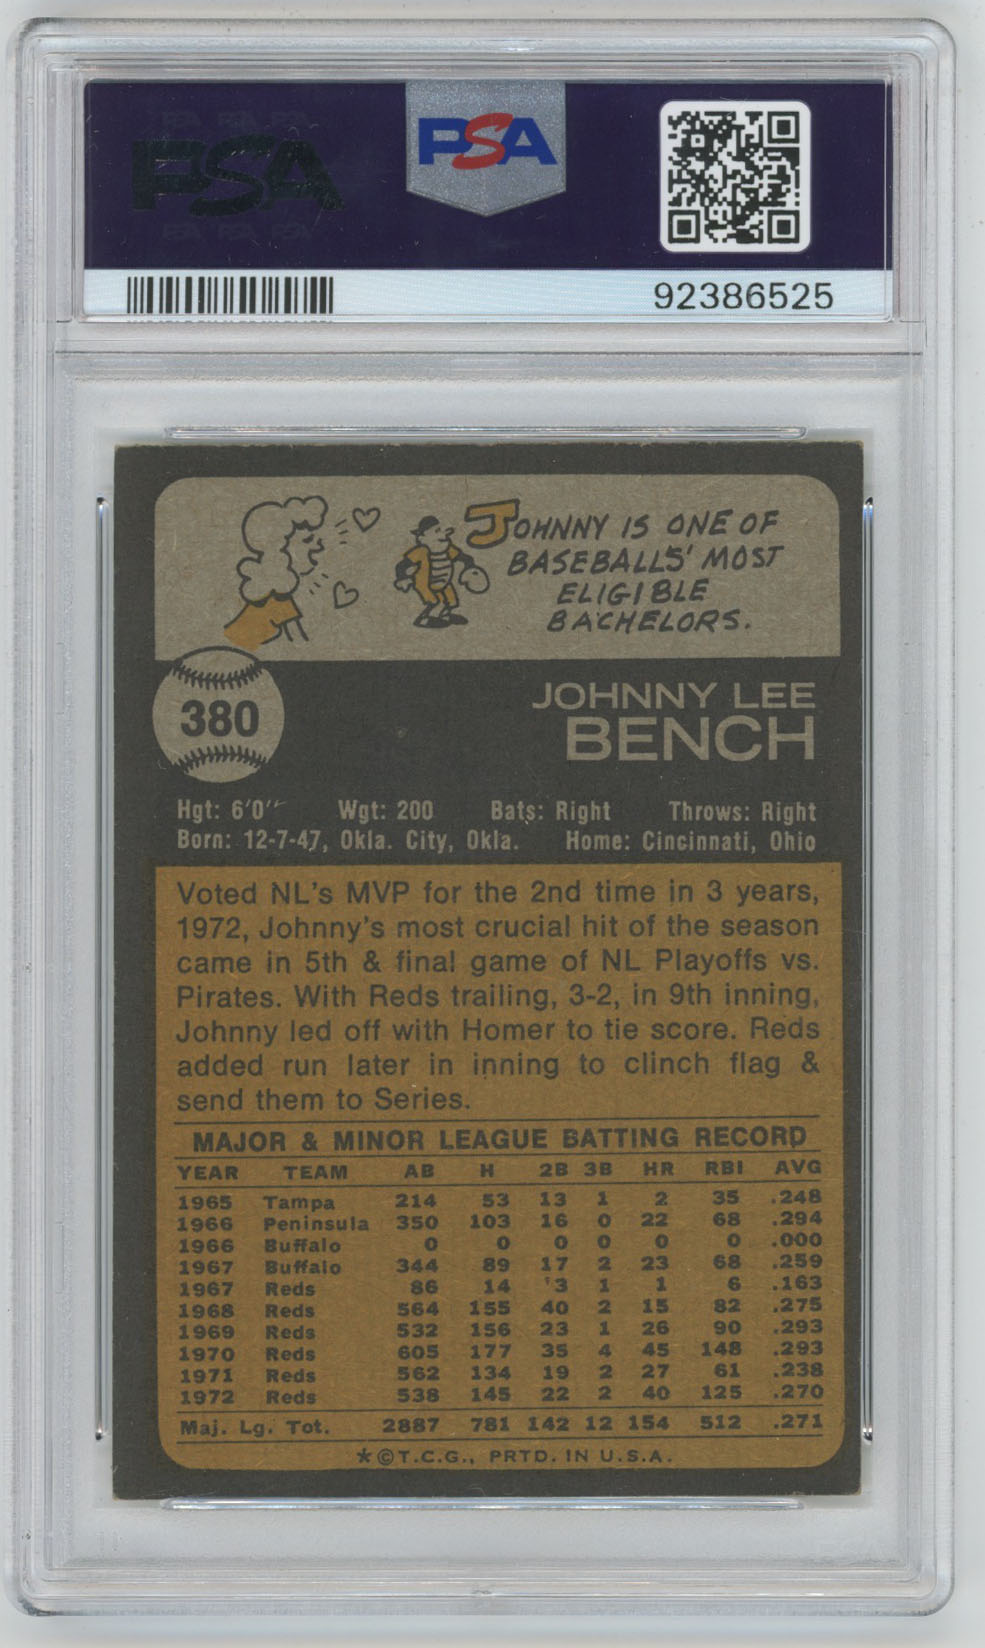 PSA PSA PSA
PSA
PSA PSA PSA
PSA
92386525
JOHNNY IS ONE OF
BASEBALLS' MOST
ELIGIBLE
BACHELORS.
380
JOHNNY LEE
BENCH
Hgt: 6'0" Wgt: 200 Bats: Right Throws: Right
Born: 12-7-47, Okla. City, Okla. Home: Cincinnati, Ohio
Voted NL's MVP for the 2nd time in 3 years,
1972, Johnny's most crucial hit of the season
came in 5th & final game of NL Playoffs vs.
Pirates. With Reds trailing, 3-2, in 9th inning,
Johnny led off with Homer to tie score. Reds
added run later in inning to clinch flag &
send them to Series.
MAJOR & MINOR LEAGUE BATTING RECORD
YEAR TEAM AB H 2B 3B HR RBI AVG
1965 Tampa 214 53 13 1 2 35 .248
1966 Peninsula 350 103 16 0 22 68 .294
1966 Buffalo 0 0 0 0 0 0 .000
1967 Buffalo 344 89 17 2 23 68 .259
1967 Reds 86 14 3 1 1 6 .163
1968 Reds 564 155 40 2 15 82 .275
1969 Reds 532 156 23 1 26 90 .293
1970 Reds 605 177 35 4 45 148 .293
1971 Reds 562 134 19 2 27 61 .238
1972 Reds 538 145 22 2 40 125 .270
Maj. Lg. Tot. 2887 781 142 12 154 512 .271
*©T.C.G., PRTD. IN U.S.A.